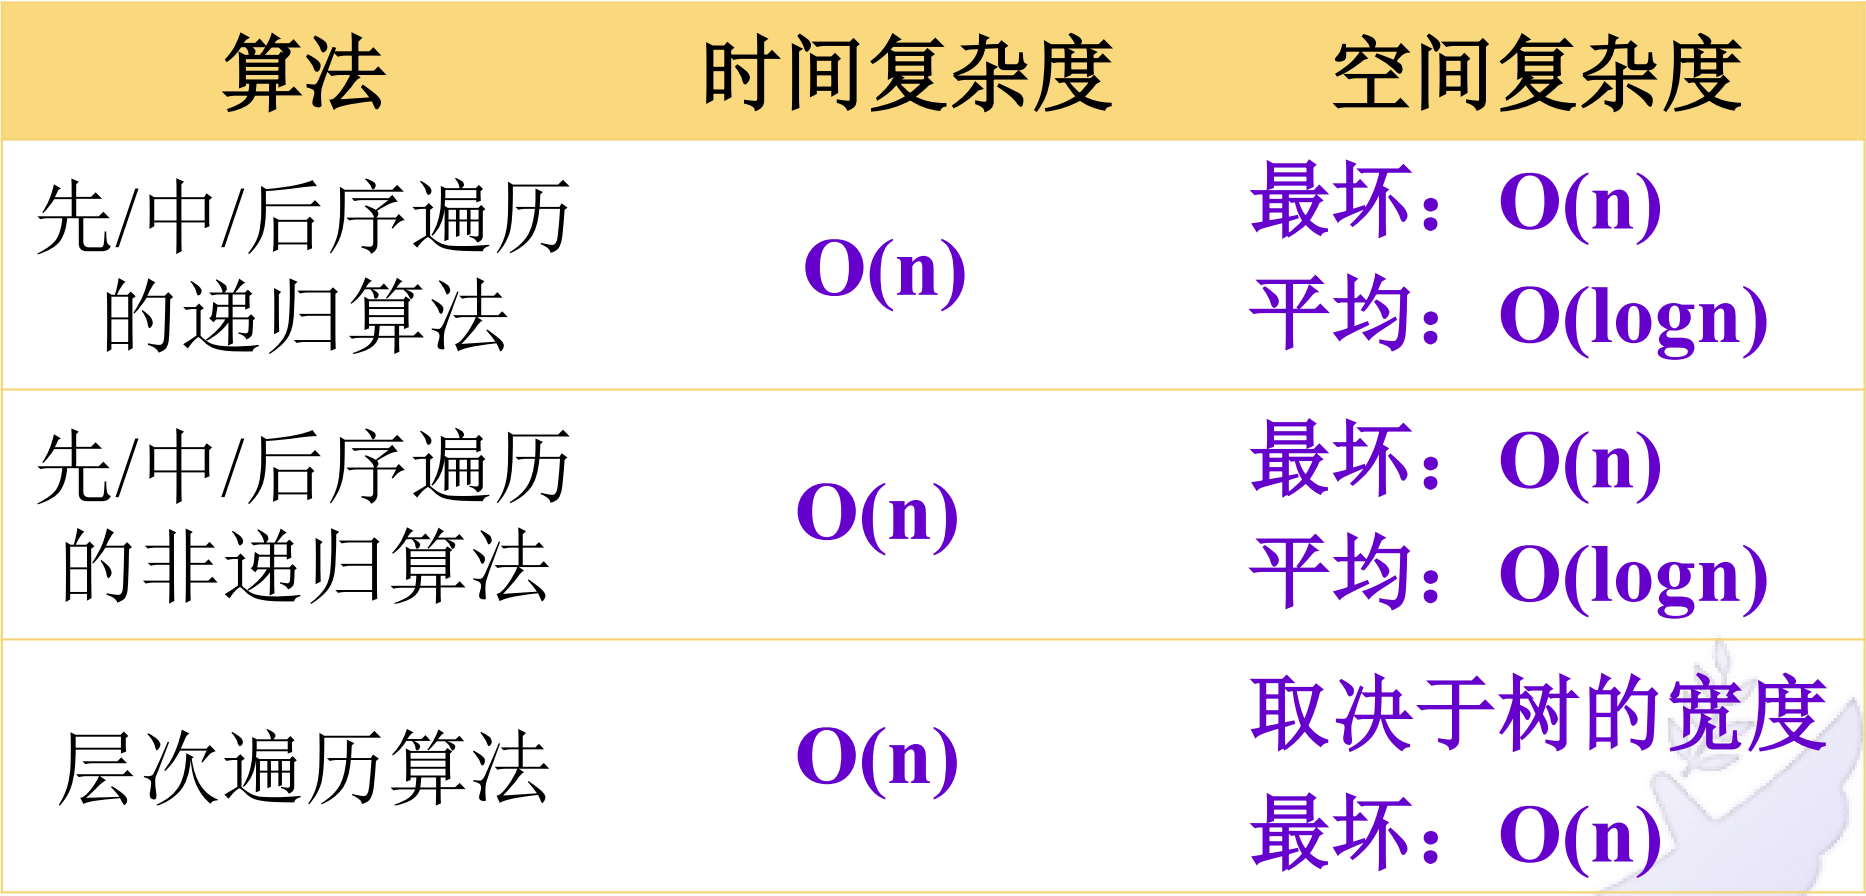 算法 时间复杂度 空间复杂度
先/中/后序遍历
的递归算法
O(n)
最坏：O(n)
平均：O(logn)
先/中/后序遍历
的非递归算法
O(n)
最坏：O(n)
平均：O(logn)
层次遍历算法
O(n)
取决于树的宽度
最坏：O(n)